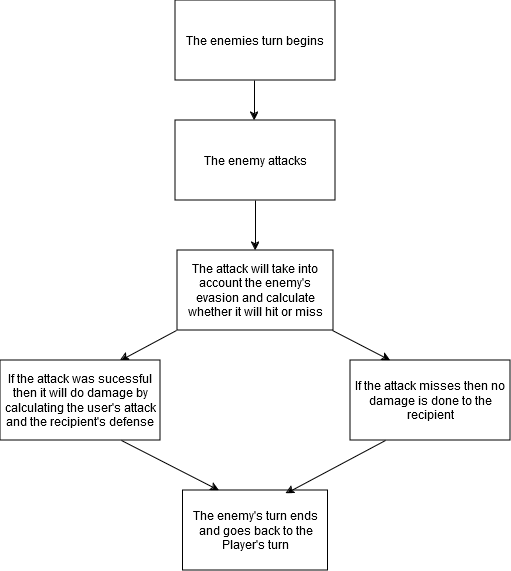 The enemies turn begins
The enemy attacks
The attack will take into
account the enemy's
evasion and calculate
whether it will hit or miss
If the attack was sucessful
then it will do damage by
calculating the user's attack
and the recipient's defense
If the attack misses then no
damage is done to the
recipient
The enemy's turn ends
and goes back to the
Player's turn